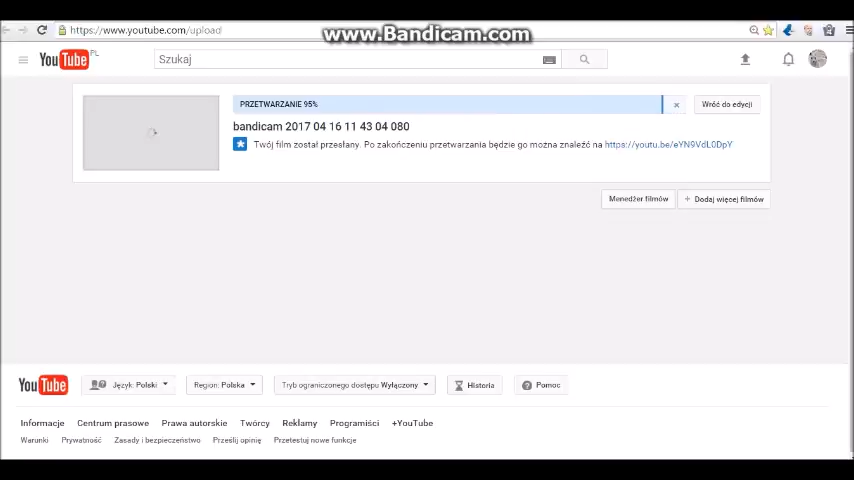 www.Bandicam.com
https://www.youtube.com/upload
YouTube PL
Szukaj
PRZETWARZANIE 95%
Wróć do edycji
bandicam 2017 04 16 11 43 04 080
Twój film został przesłany. Po zakończeniu przetwarzania będzie go można znaleźć na https://youtu.be/eYN9VdL0DpY
Menedżer filmów
+ Dodaj więcej filmów
YouTube
Język: Polski
Region: Polska
Tryb ograniczonego dostępu Wyłączony
Historia
Pomoc
Informacje Centrum prasowe Prawa autorskie Twórcy Reklamy Programiści +YouTube
Warunki Prywatność Zasady i bezpieczeństwo Prześlij opinię Przetestuj nowe funkcje